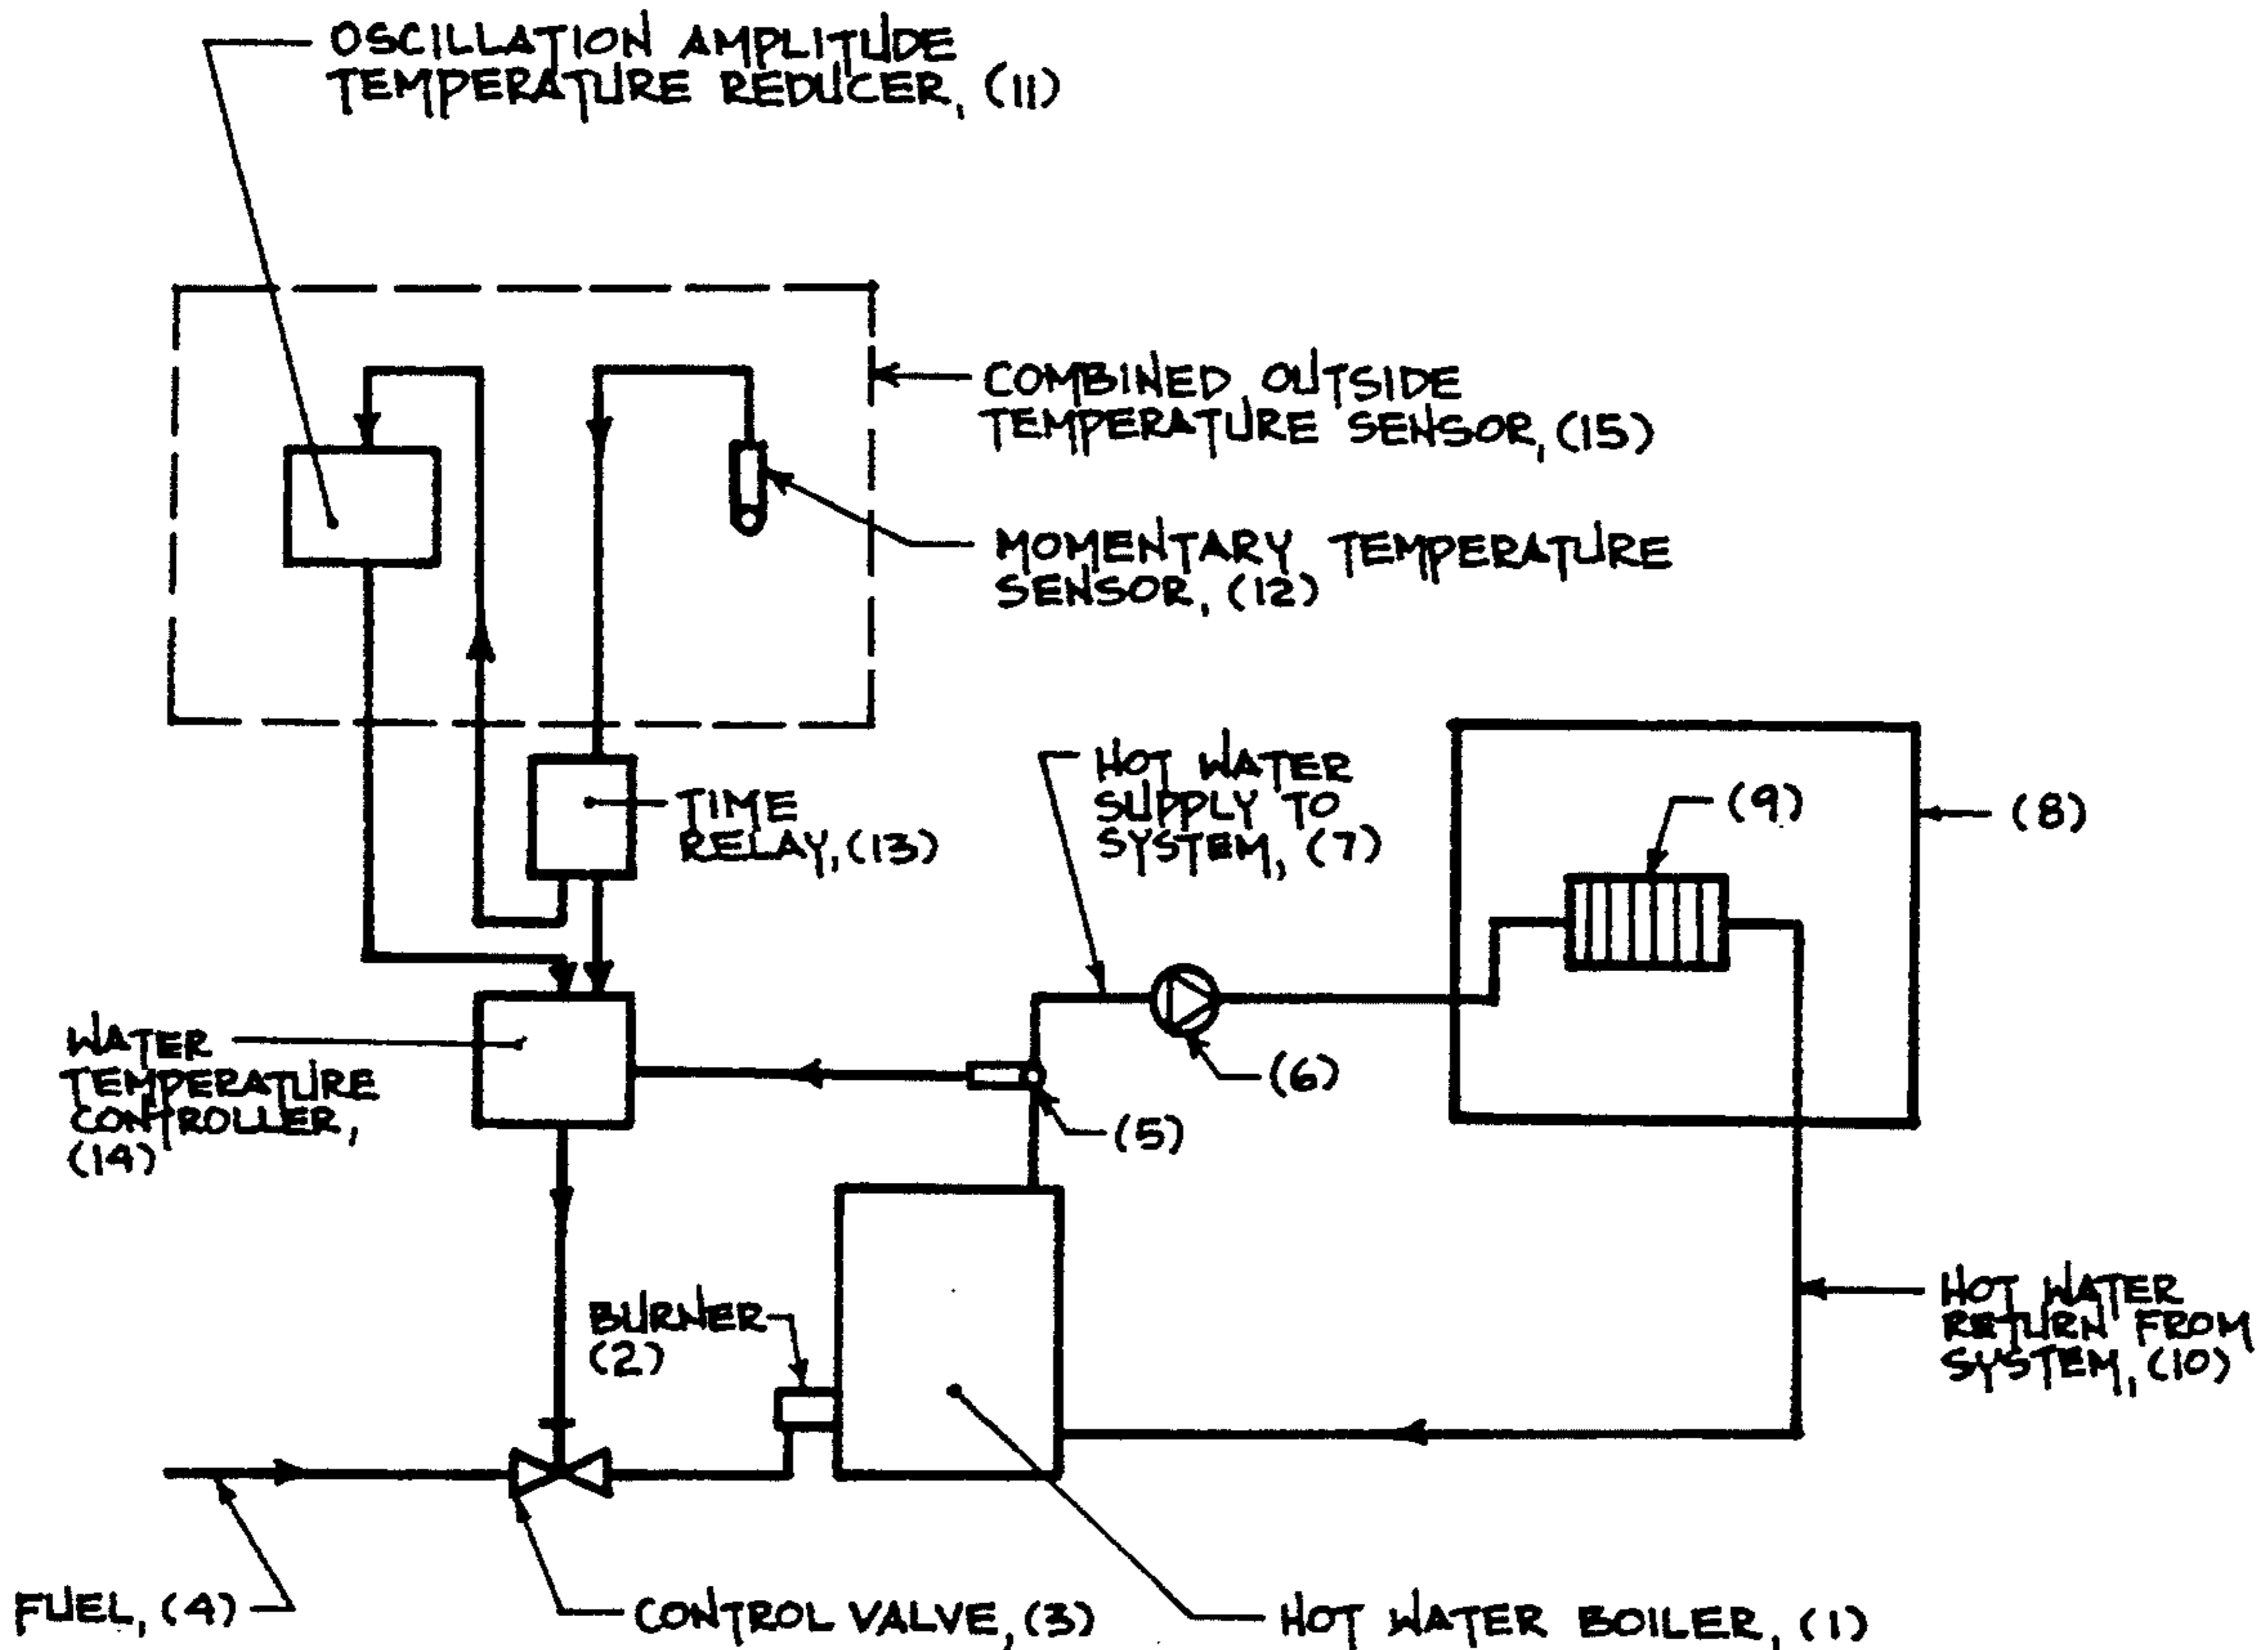 OSCILLATION AMPLITUDE
TEMPERATURE REDUCER, (11)
COMBINED OUTSIDE
TEMPERATURE SENSOR, (15)
MOMENTARY TEMPERATURE
SENSOR, (12)
TIME
RELAY, (13)
HOT WATER
SUPPLY TO
SYSTEM, (7)
(9)
(8)
WATER
TEMPERATURE
CONTROLLER,
(14)
(6)
(5)
BURNER
(2)
HOT WATER
RETURN FROM
SYSTEM, (10)
FUEL, (4)
CONTROL VALVE, (3)
HOT WATER BOILER, (1)